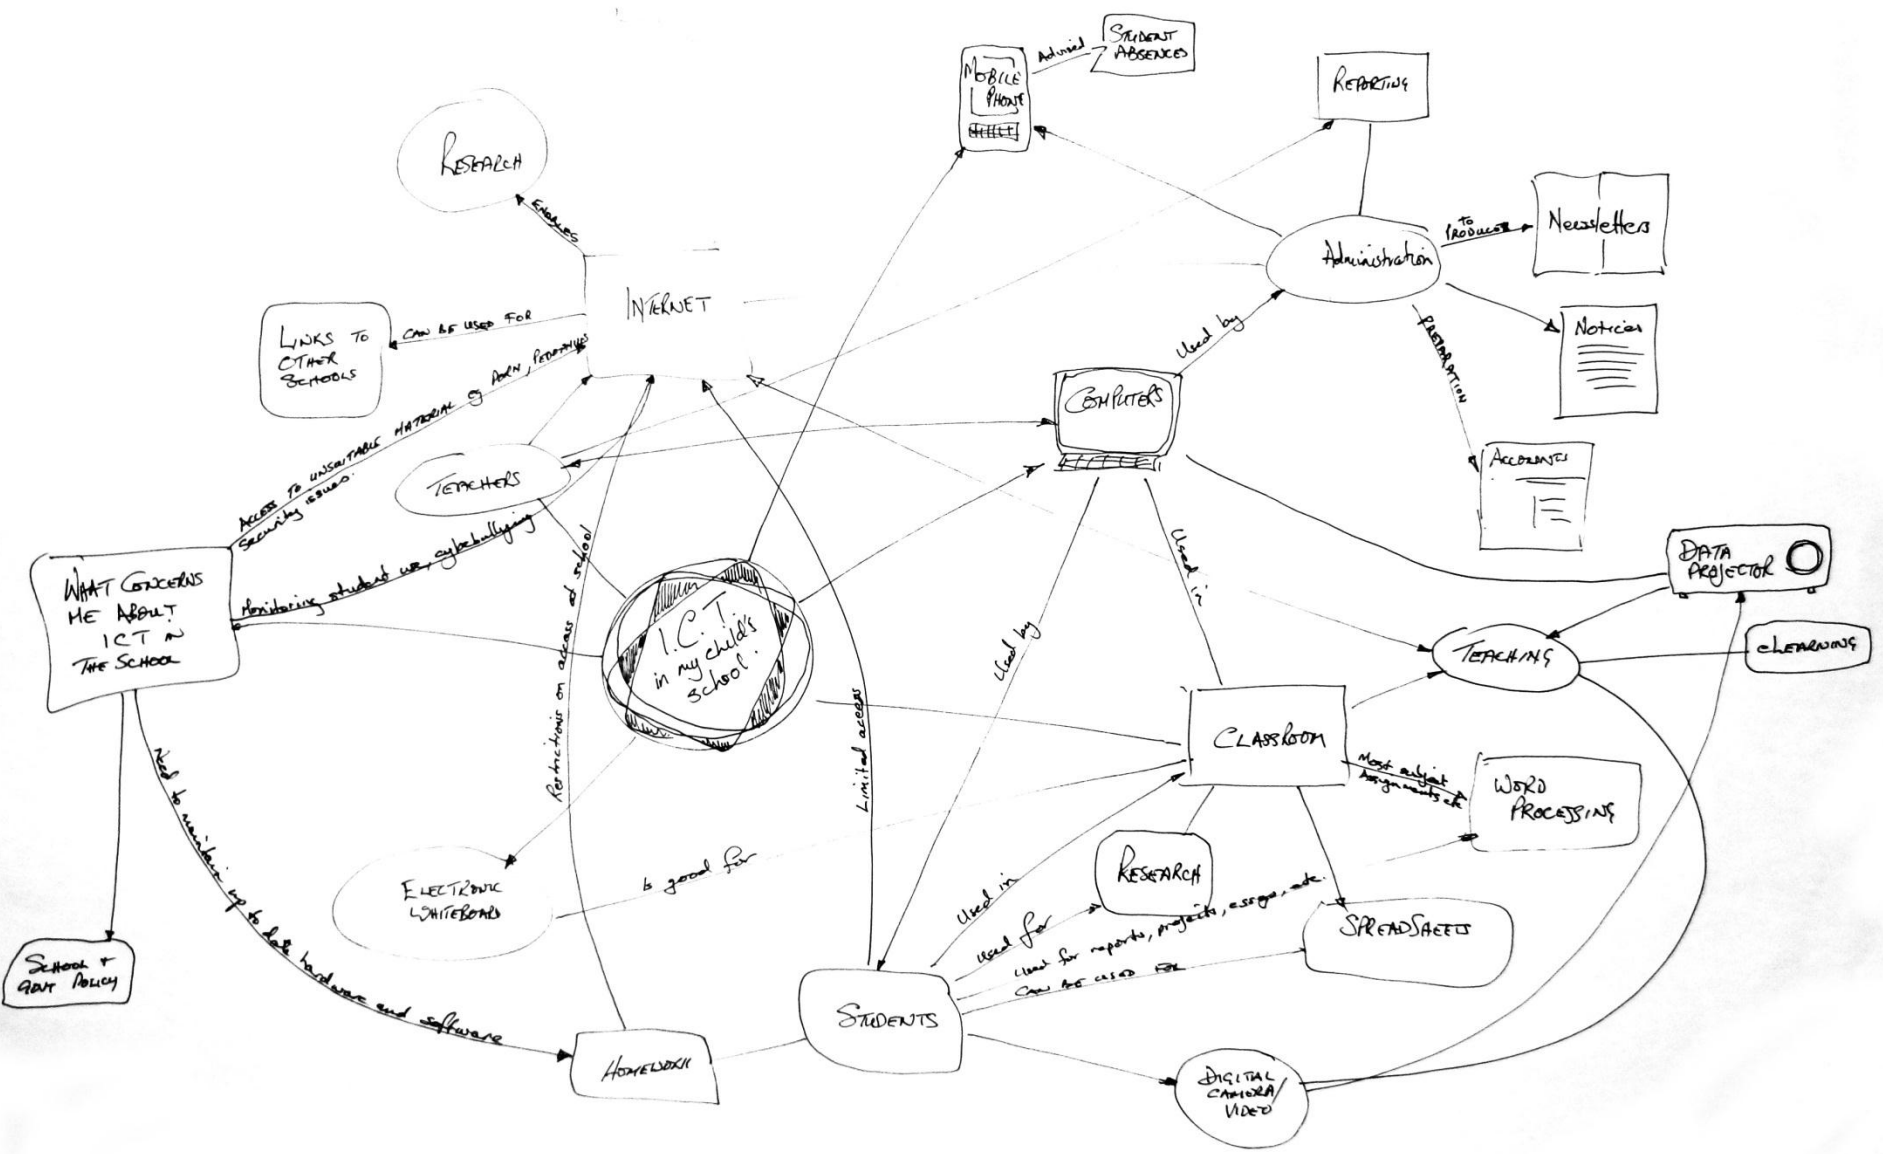 STUDENT
ABSENCES
Advised
MOBILE
PHONE
REPORTING
RESEARCH
ENABLES
Newsletters
TO
PRODUCE
Administration
INTERNET
Notices
LINKS TO
OTHER
SCHOOLS
CAN BE USED FOR
Used by
PREPARATION
COMPUTERS
ACCOUNTS
ACCESS TO UNSUITABLE MATERIAL eg PORN, PEDOPHILES
Security issues.
TEACHERS
DATA
PROJECTOR
Monitoring student use, cyberbullying
Used in
WHAT CONCERNS
ME ABOUT
ICT IN
THE SCHOOL
I.C.T
in my child's
school.
Restrictions on access at school
Used by
TEACHING
eLEARNING
Limited access
CLASSROOM
Most subject
Assignments etc
WORD
PROCESSING
Need to maintain up to date hardware and software
ELECTRONIC
WHITEBOARD
is good for
RESEARCH
Used in
Used for
Used for reports, projects, assigs, etc.
CAN BE USED FOR
SPREADSHEETS
SCHOOL +
GOVT POLICY
STUDENTS
HOMEWORK
DIGITAL
CAMERA/
VIDEO